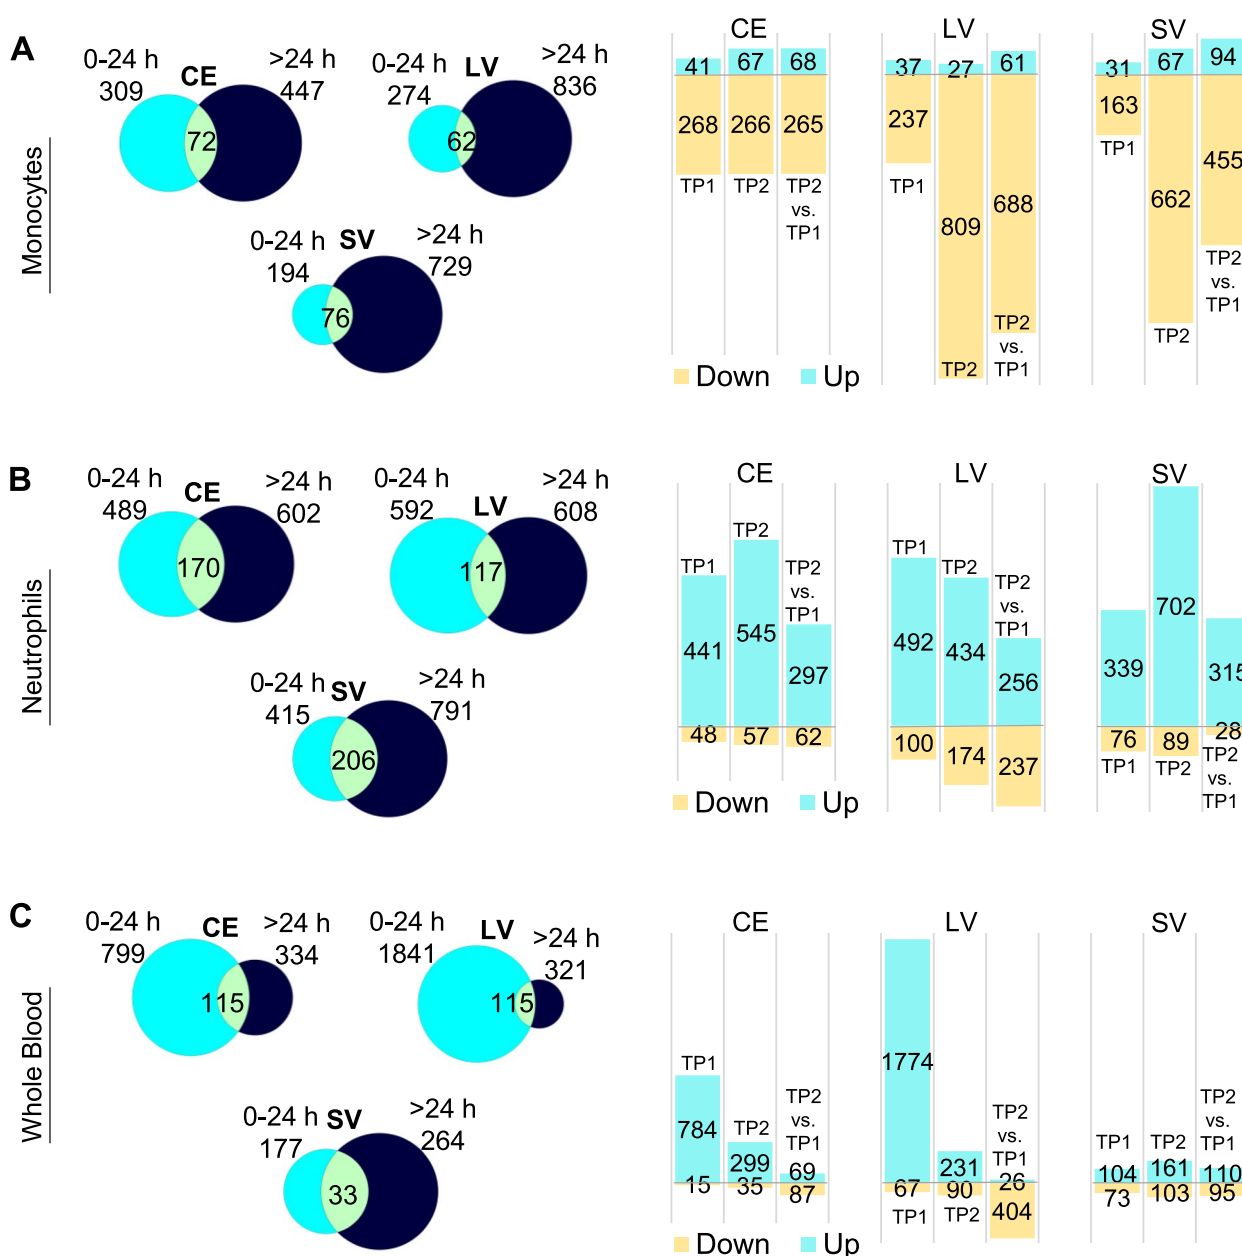 A
Monocytes
0-24 h
309
CE
>24 h
447
72
0-24 h
274
LV
>24 h
836
62
0-24 h
194
SV
>24 h
729
76
CE
41
67
68
268
266
265
TP1
TP2
TP2
vs.
TP1
LV
37
27
61
237
809
688
TP1
TP2
TP2
vs.
TP1
SV
31
67
94
163
662
455
TP1
TP2
TP2
vs.
TP1
Down
Up
B
Neutrophils
0-24 h
489
CE
>24 h
602
170
0-24 h
592
LV
>24 h
608
117
0-24 h
415
SV
>24 h
791
206
CE
TP1
TP2
TP2
vs.
TP1
441
545
297
48
57
62
LV
TP1
TP2
TP2
vs.
TP1
492
434
256
100
174
237
SV
339
702
315
76
89
28
TP1
TP2
TP2
vs.
TP1
Down
Up
C
Whole Blood
0-24 h
799
CE
>24 h
334
115
0-24 h
1841
LV
>24 h
321
115
0-24 h
177
SV
>24 h
264
33
CE
TP1
TP2
TP2
vs.
TP1
784
299
69
15
35
87
LV
1774
231
TP2
vs.
TP1
26
67
90
404
TP1
TP2
SV
TP1
TP2
TP2
vs.
TP1
104
161
110
73
103
95
Down
Up